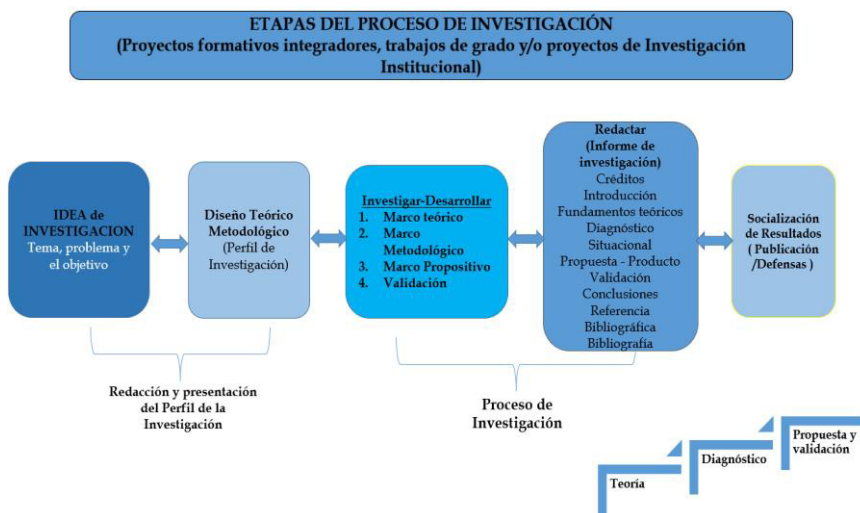 ETAPAS DEL PROCESO DE INVESTIGACIÓN
(Proyectos formativos integradores, trabajos de grado y/o proyectos de Investigación
Institucional)
IDEA de
INVESTIGACION
Tema, problema y
el objetivo
Diseño Teórico
Metodológico
(Perfil de
Investigación)
Investigar-Desarrollar
1. Marco teórico
2. Marco
Metodológico
3. Marco Propositivo
4. Validación
Redactar
(Informe de
investigación)
Créditos
Introducción
Fundamentos teóricos
Diagnóstico
Situacional
Propuesta - Producto
Validación
Conclusiones
Referencia
Bibliográfica
Bibliografía
Socialización
de Resultados
( Publicación
/Defensas )
Redacción y presentación
del Perfil de la
Investigación
Proceso de
Investigación
Teoría
Diagnóstico
Propuesta y
validación